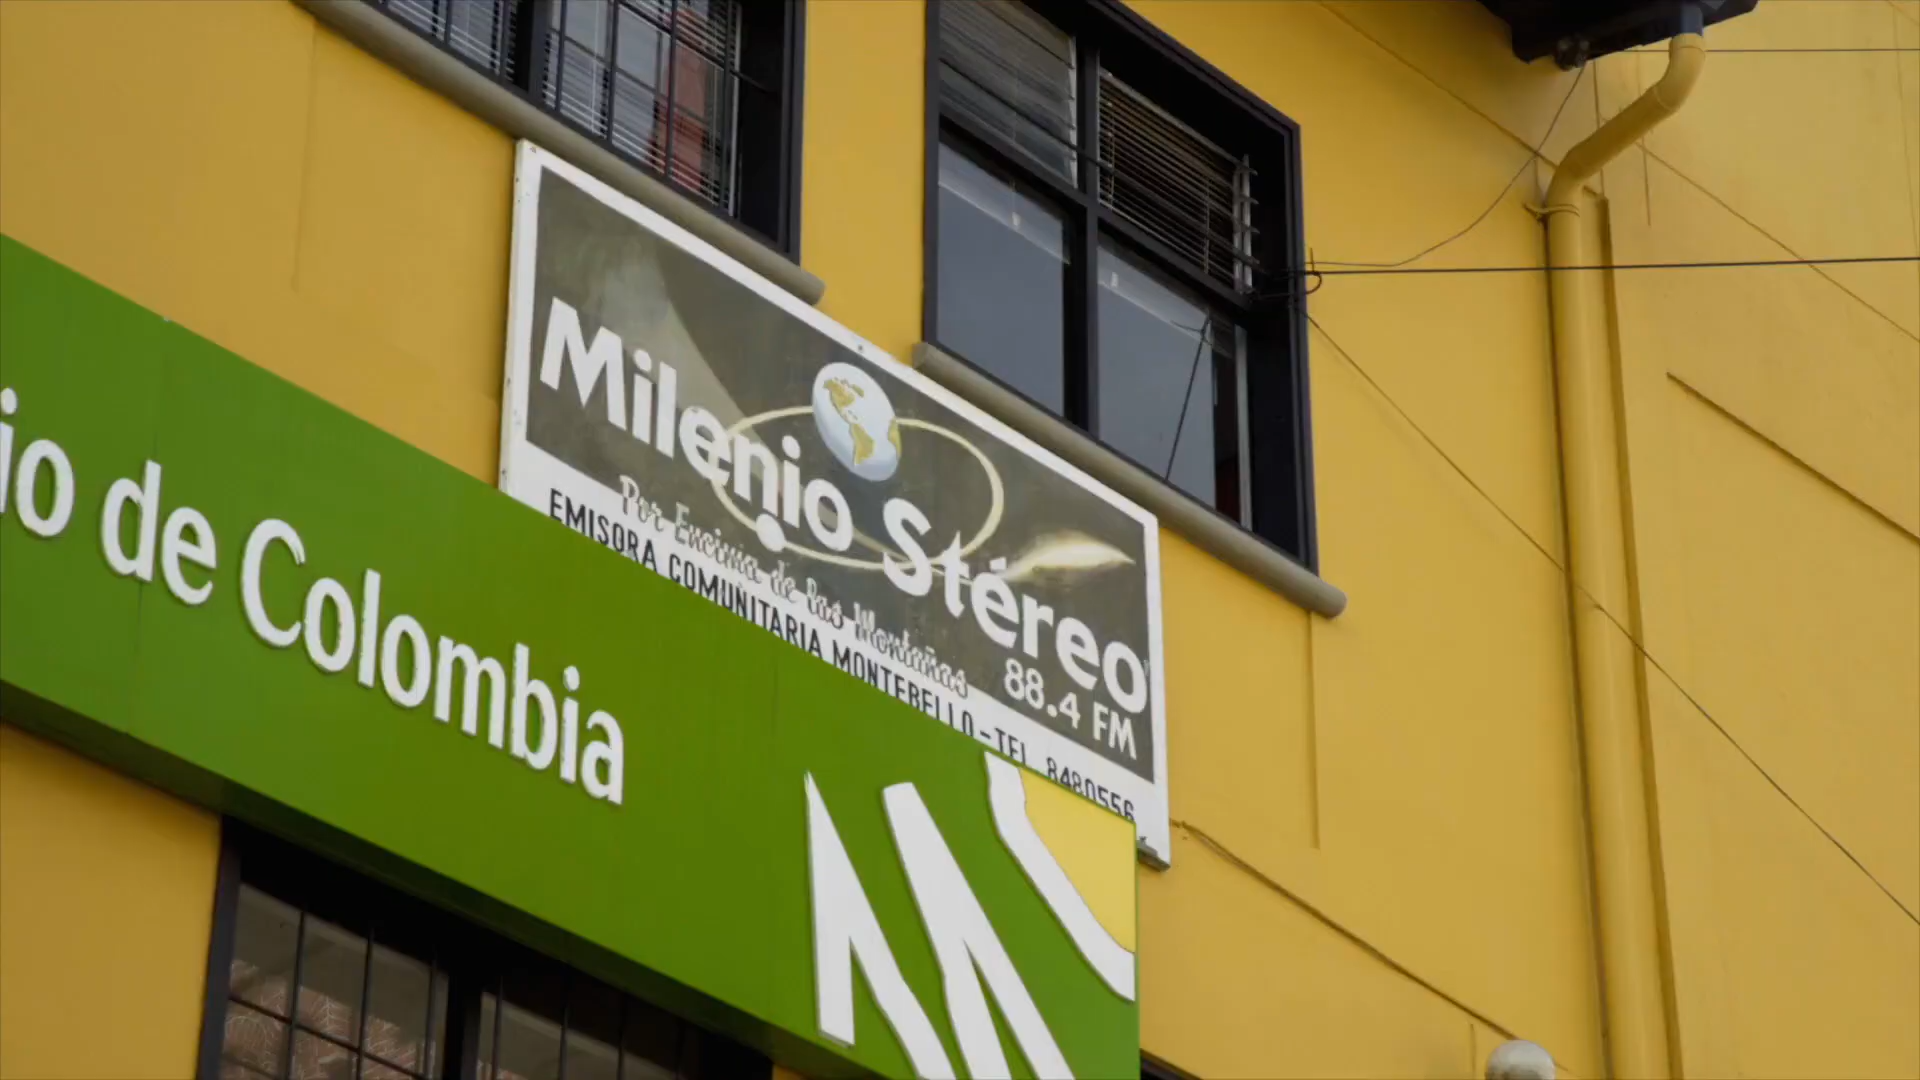 Milenio Stéreo
Por Encima de las Montañas
88.4 FM
EMISORA COMUNITARIA MONTEBELLO - TEL. 8480556
io de Colombia